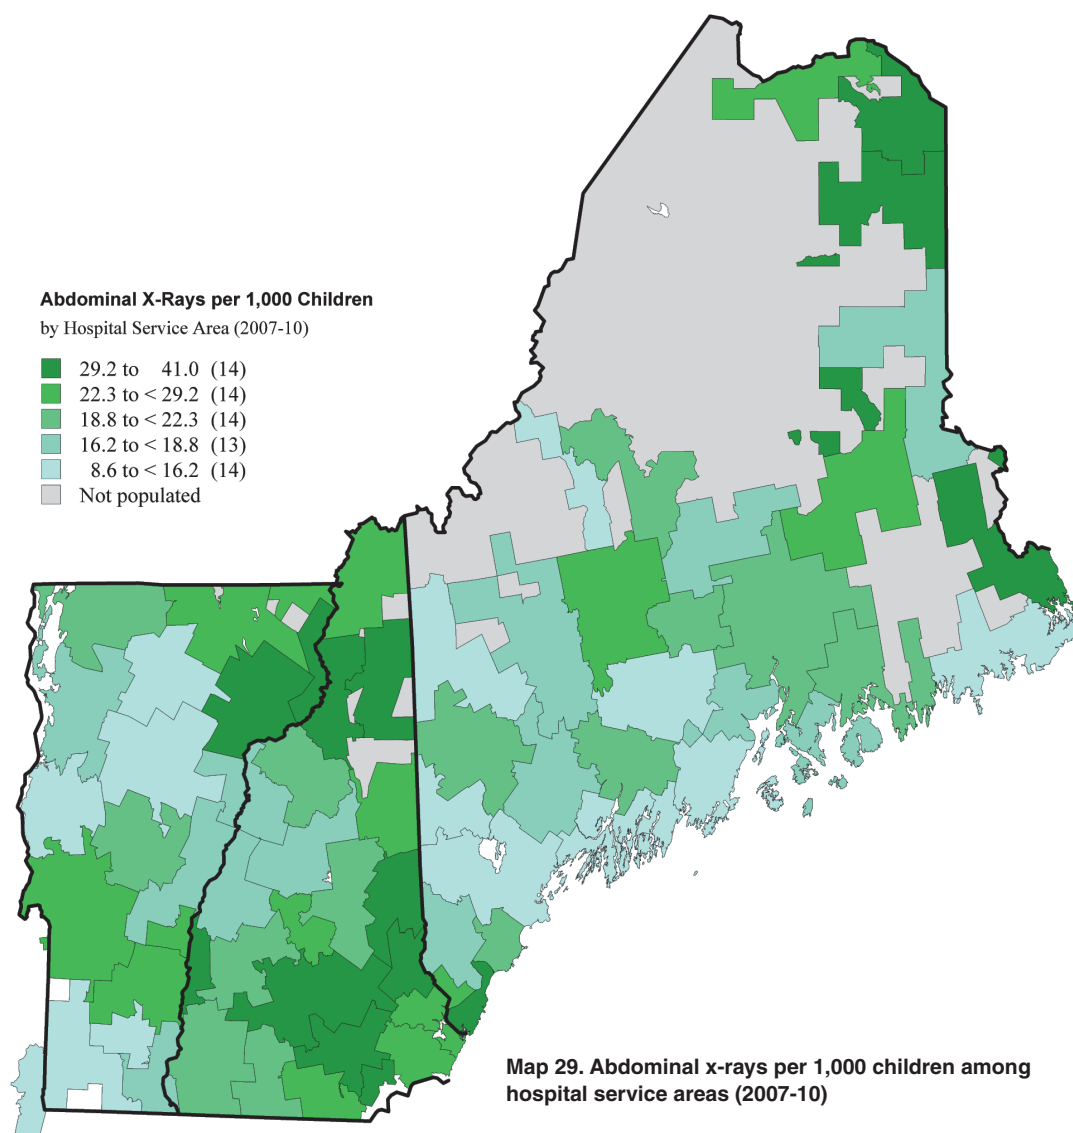 Abdominal X-Rays per 1,000 Children
by Hospital Service Area (2007-10)
29.2 to 41.0 (14)
22.3 to < 29.2 (14)
18.8 to < 22.3 (14)
16.2 to < 18.8 (13)
8.6 to < 16.2 (14)
Not populated
Map 29. Abdominal x-rays per 1,000 children among
hospital service areas (2007-10)